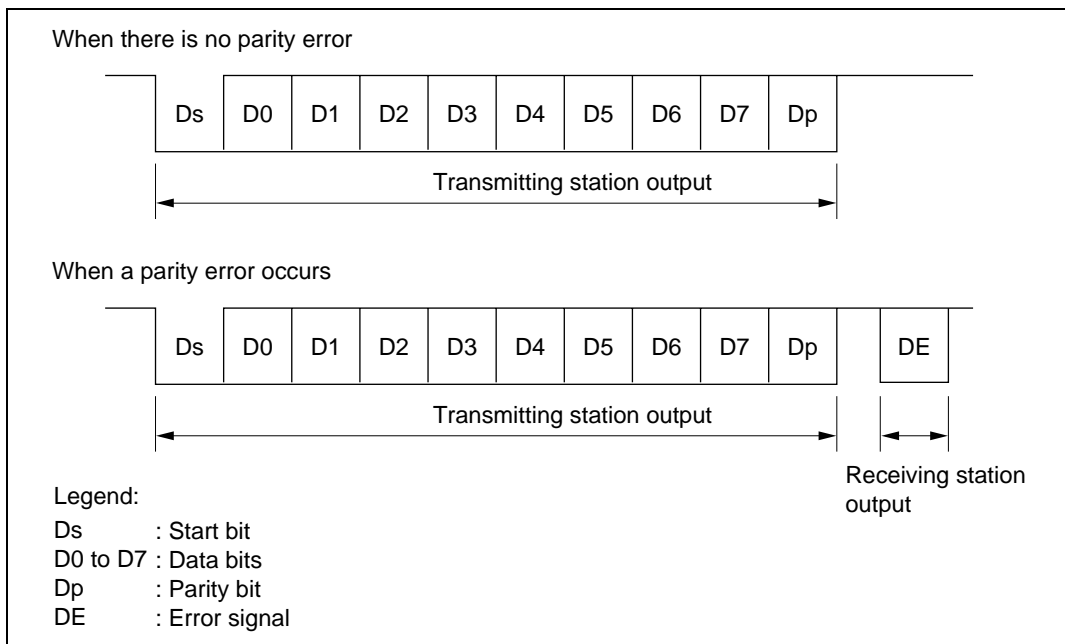 When there is no parity error
Ds D0 D1 D2 D3 D4 D5 D6 D7 Dp
Transmitting station output
When a parity error occurs
Ds D0 D1 D2 D3 D4 D5 D6 D7 Dp DE
Transmitting station output
Receiving station
output
Legend:
Ds : Start bit
D0 to D7 : Data bits
Dp : Parity bit
DE : Error signal